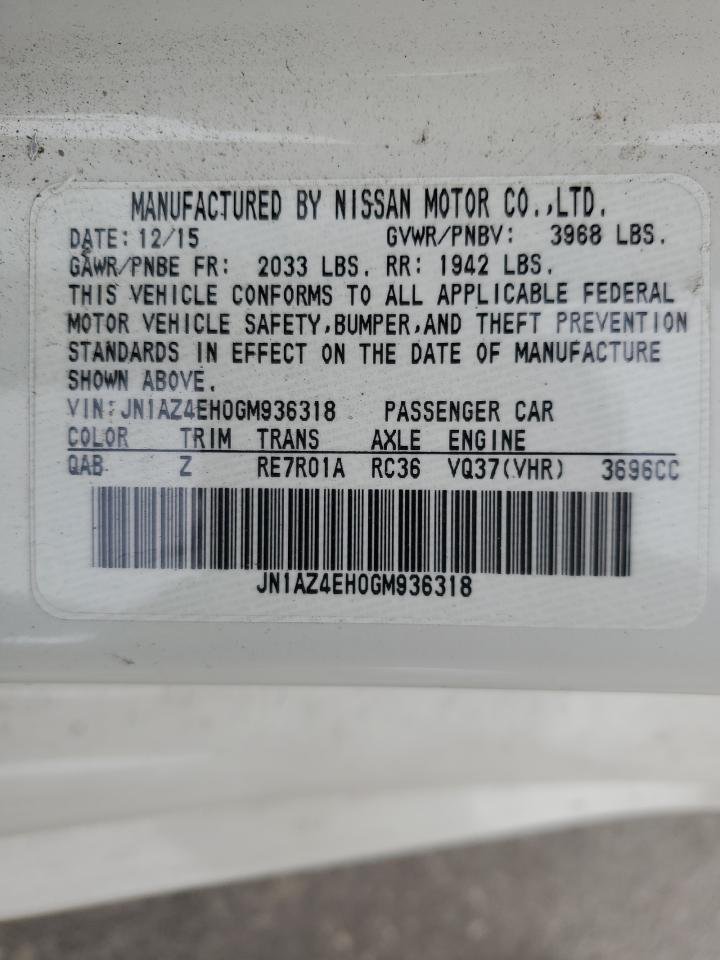 MANUFACTURED BY NISSAN MOTOR CO.,LTD.
DATE: 12/15 GVWR/PNBV: 3968 LBS.
GAWR/PNBE FR: 2033 LBS. RR: 1942 LBS.
THIS VEHICLE CONFORMS TO ALL APPLICABLE FEDERAL
MOTOR VEHICLE SAFETY,BUMPER,AND THEFT PREVENTION
STANDARDS IN EFFECT ON THE DATE OF MANUFACTURE
SHOWN ABOVE.
VIN:JN1AZ4EH0GM936318 PASSENGER CAR
COLOR TRIM TRANS AXLE ENGINE
QAB Z RE7R01A RC36 VQ37(VHR) 3696CC
JN1AZ4EH0GM936318